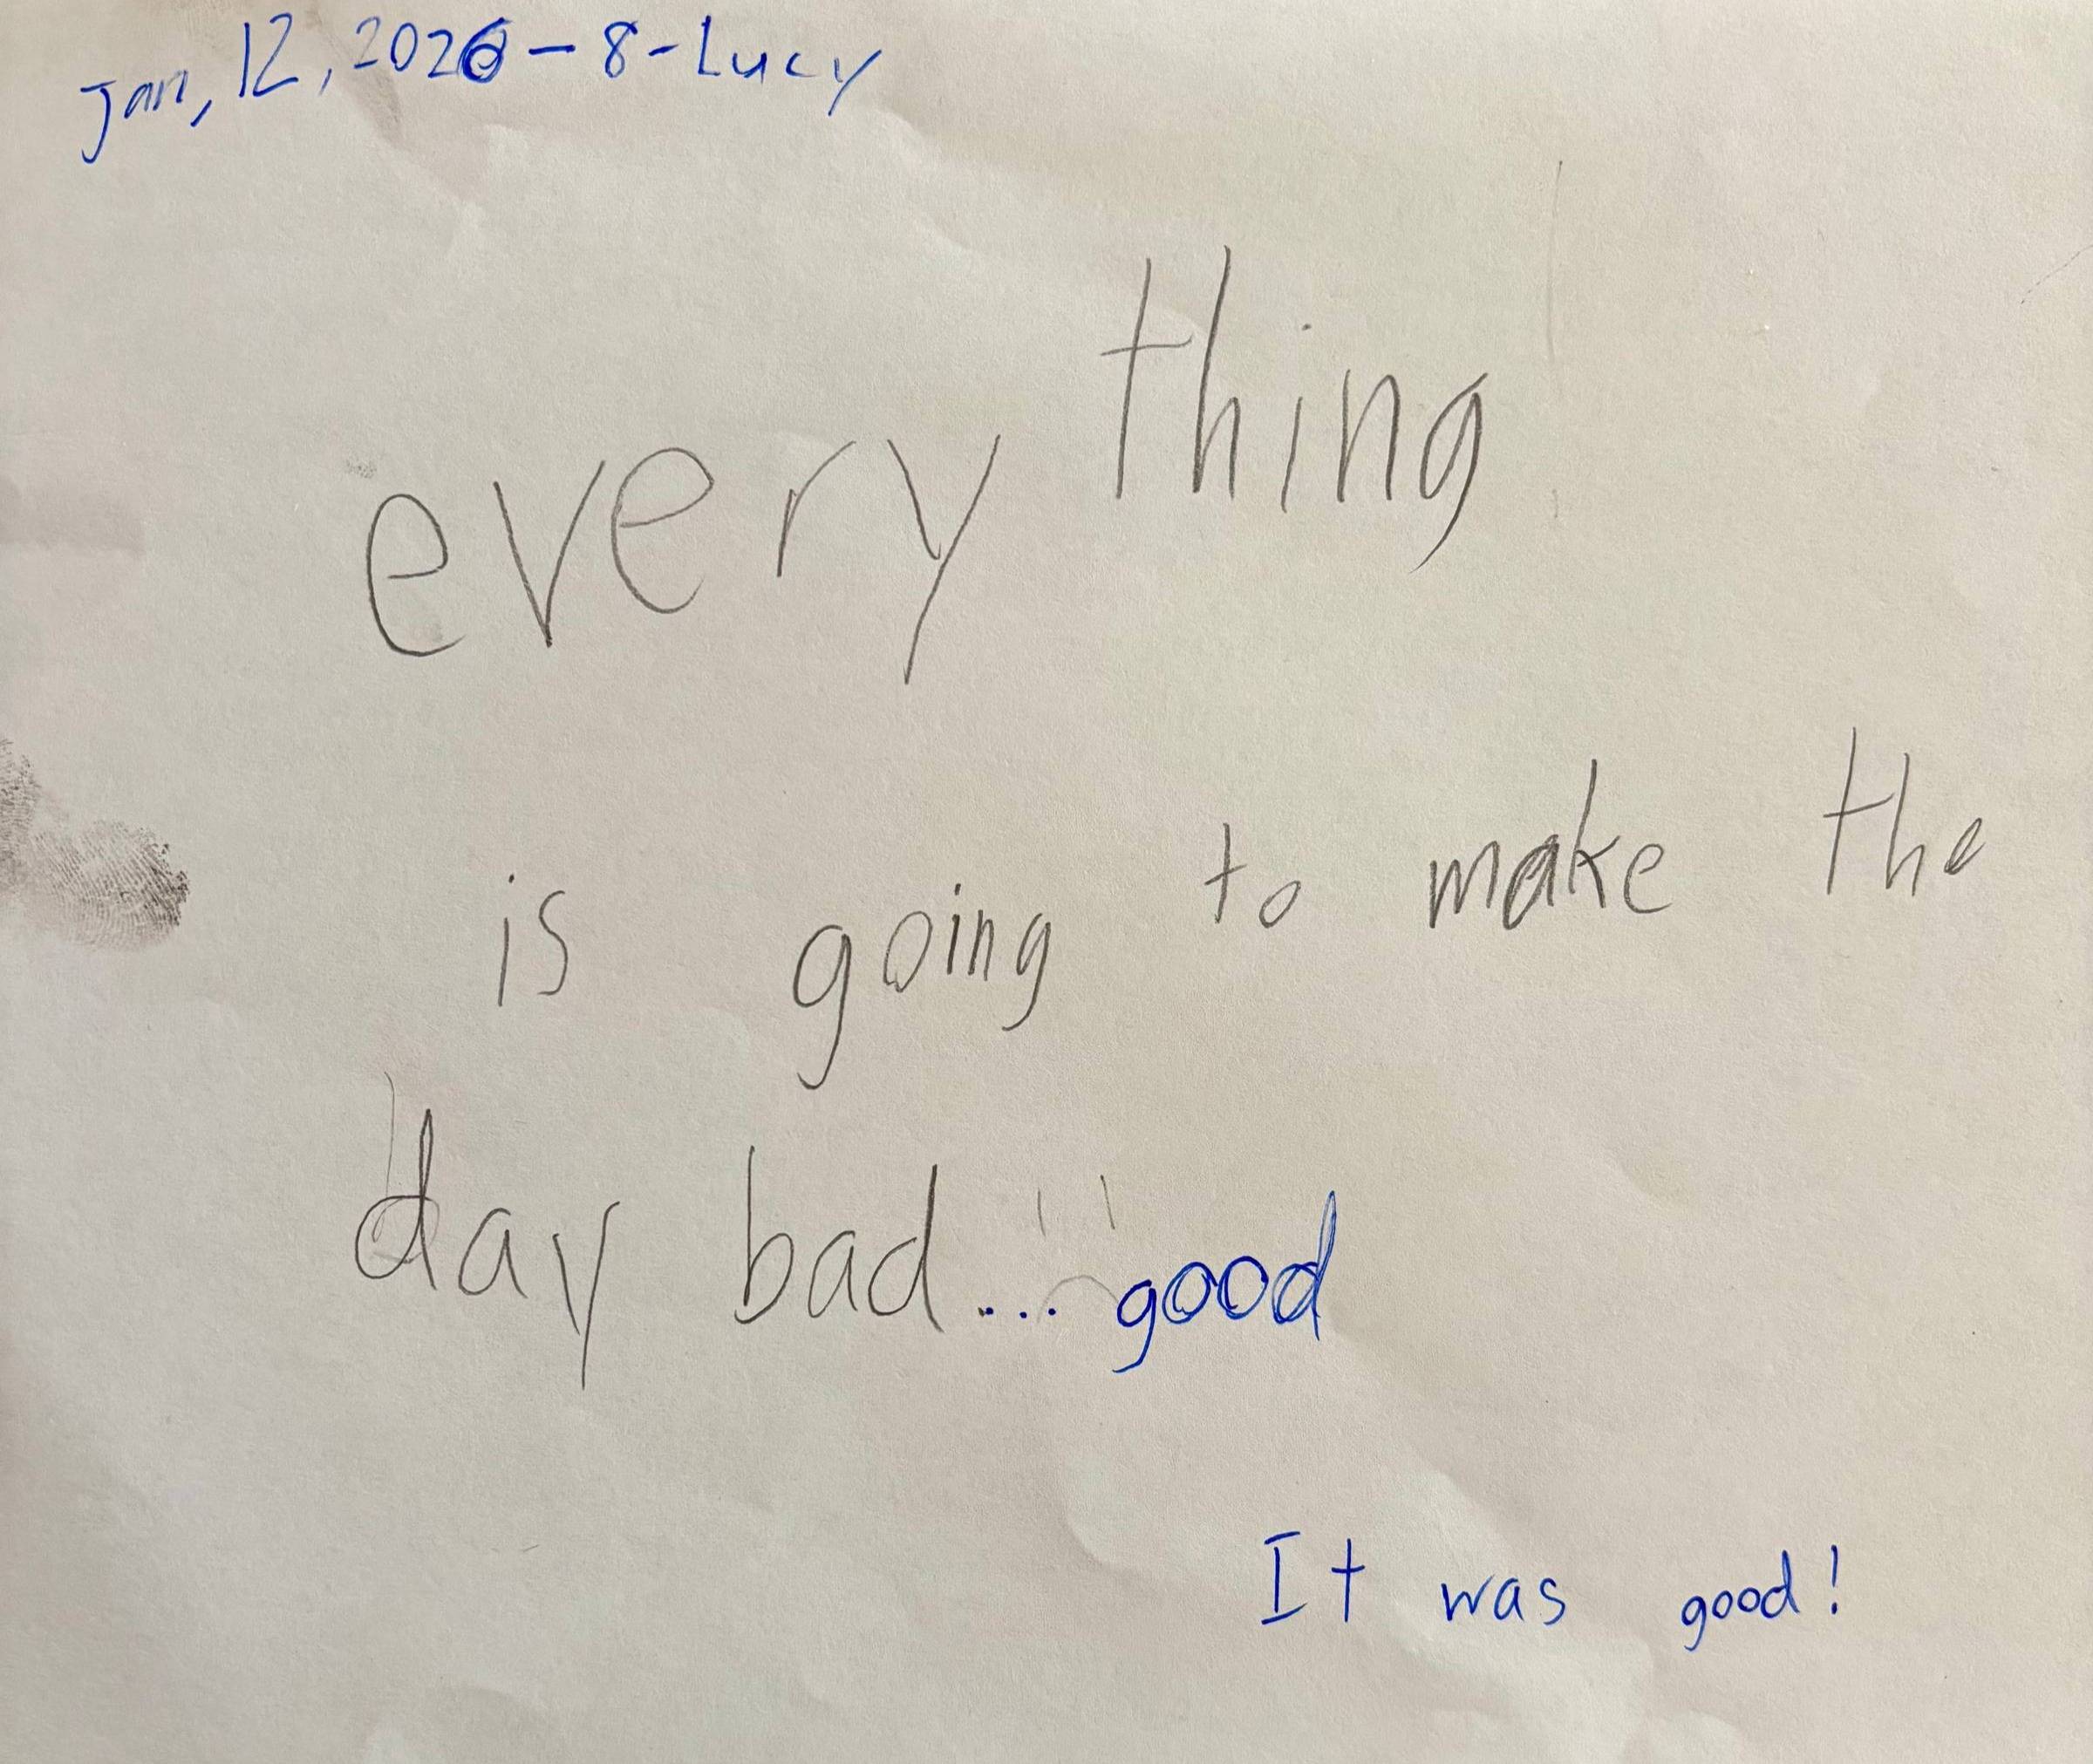 Jan, 12, 2026 - 8 - Lucy
every thing
is going to make the
day bad... good
It was good!